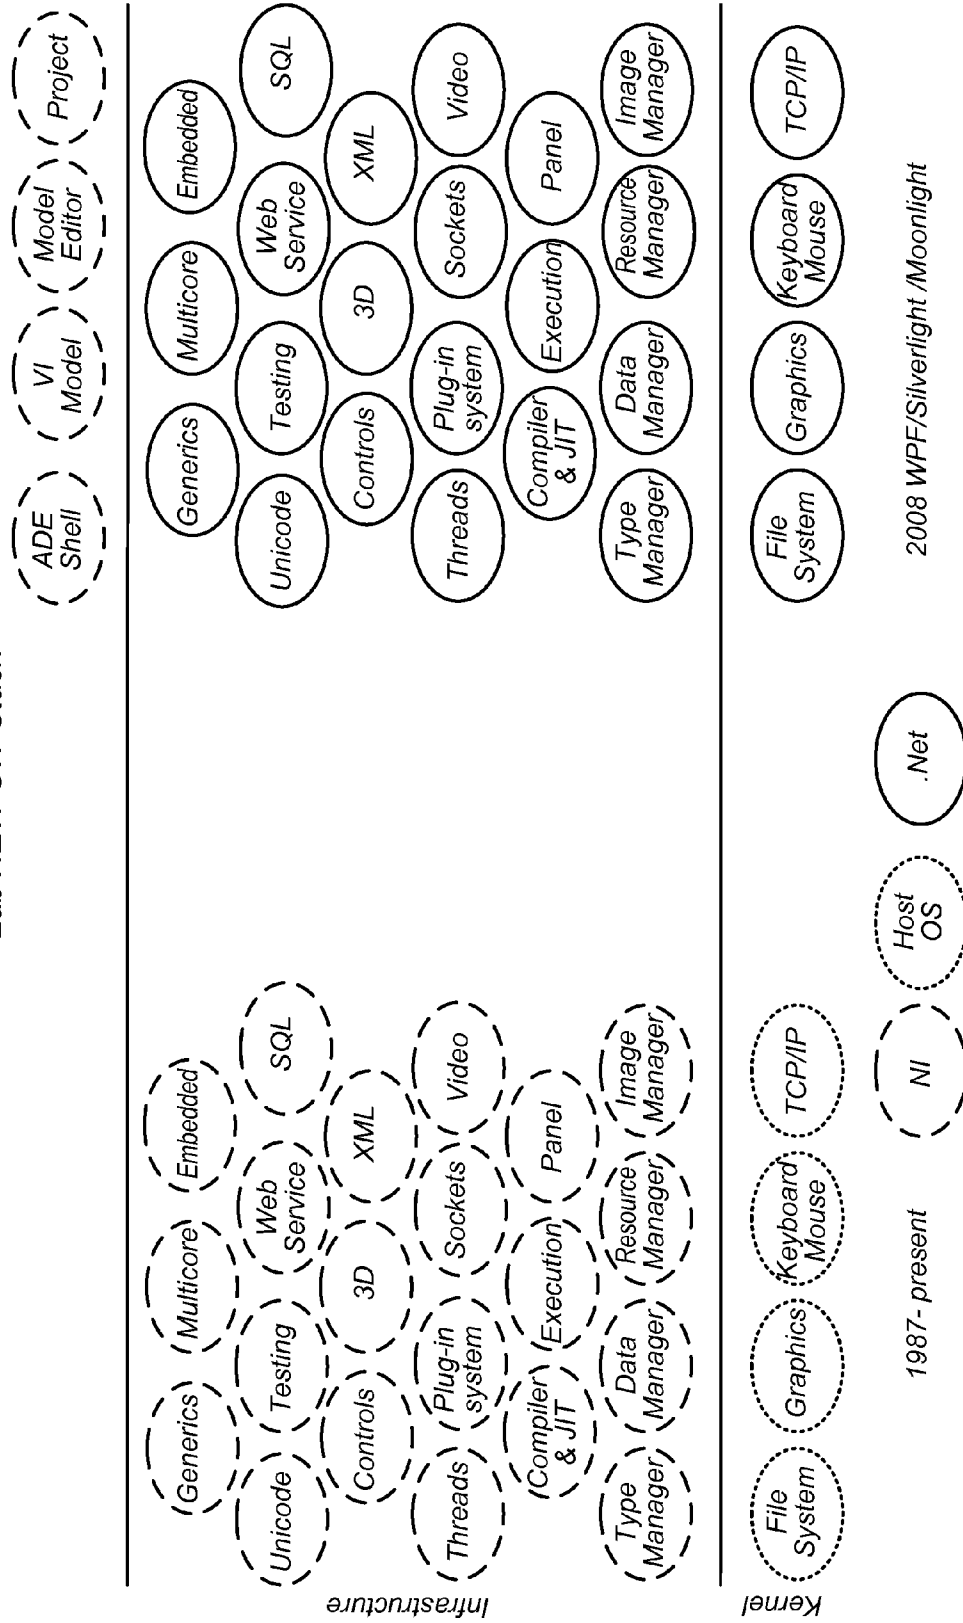 ADE
Shell
VI
Model
Model
Editor
Project
Infrastructure
Generics
Multicore
Embedded
Unicode
Testing
Web
Service
SQL
Controls
3D
XML
Threads
Plug-in
system
Sockets
Video
Compiler
& JIT
Execution
Panel
Type
Manager
Data
Manager
Resource
Manager
Image
Manager
Generics
Multicore
Embedded
Unicode
Testing
Web
Service
SQL
Controls
3D
XML
Threads
Plug-in
system
Sockets
Video
Compiler
& JIT
Execution
Panel
Type
Manager
Data
Manager
Resource
Manager
Image
Manager
Kernel
File
System
Graphics
Keyboard
Mouse
TCP/IP
File
System
Graphics
Keyboard
Mouse
TCP/IP
1987- present
NI
Host
OS
.Net
2008 WPF/Silverlight /Moonlight